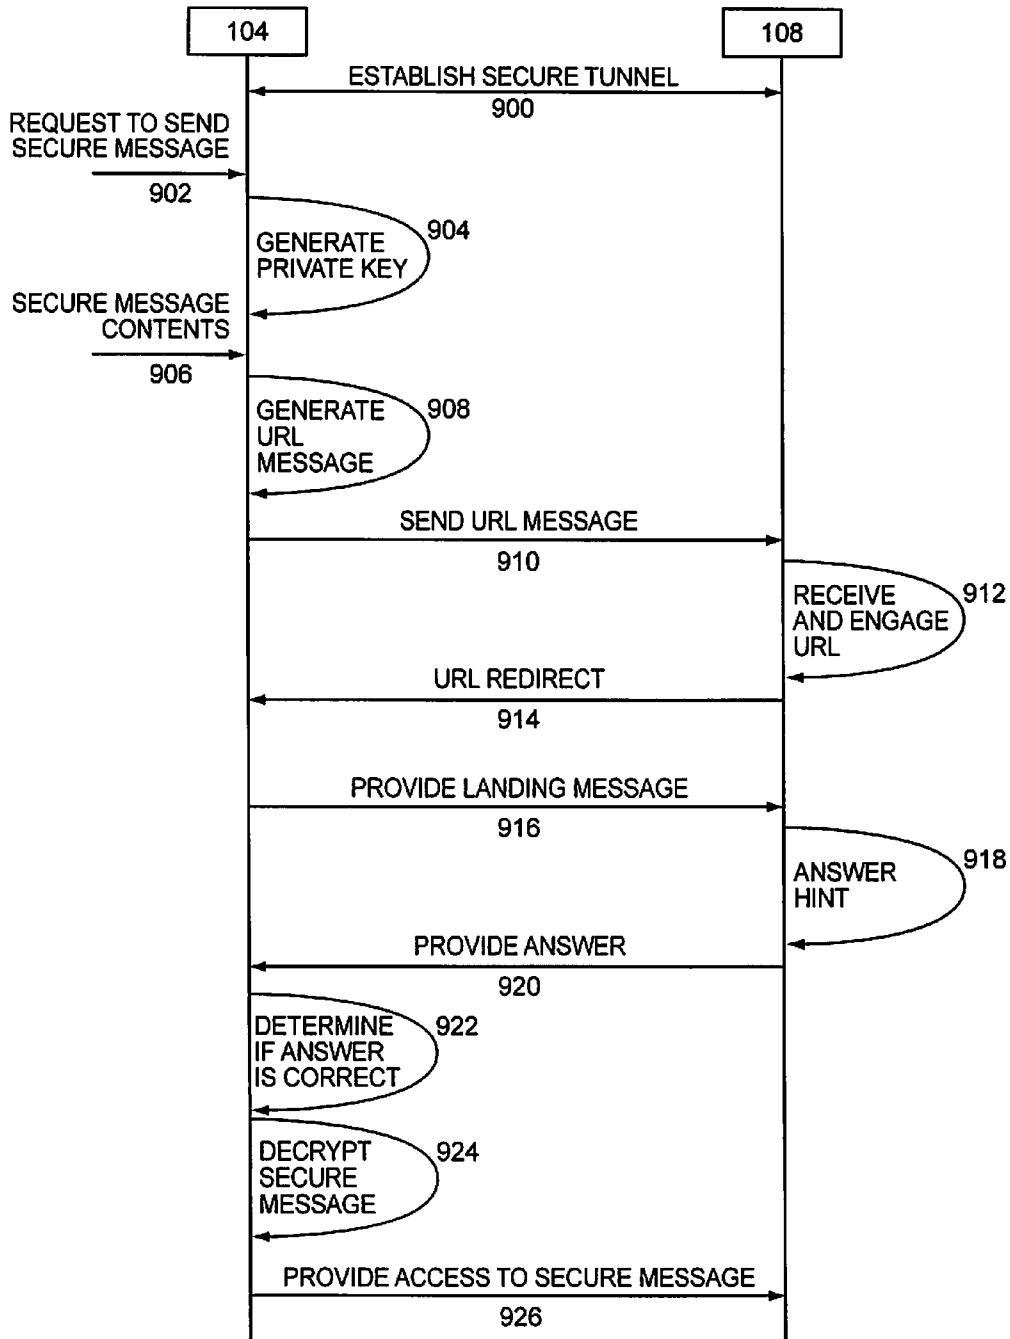 104
108
ESTABLISH SECURE TUNNEL
900
REQUEST TO SEND
SECURE MESSAGE
902
904
GENERATE
PRIVATE KEY
SECURE MESSAGE
CONTENTS
906
908
GENERATE
URL
MESSAGE
SEND URL MESSAGE
910
912
RECEIVE
AND ENGAGE
URL
URL REDIRECT
914
PROVIDE LANDING MESSAGE
916
918
ANSWER
HINT
PROVIDE ANSWER
920
922
DETERMINE
IF ANSWER
IS CORRECT
924
DECRYPT
SECURE
MESSAGE
PROVIDE ACCESS TO SECURE MESSAGE
926